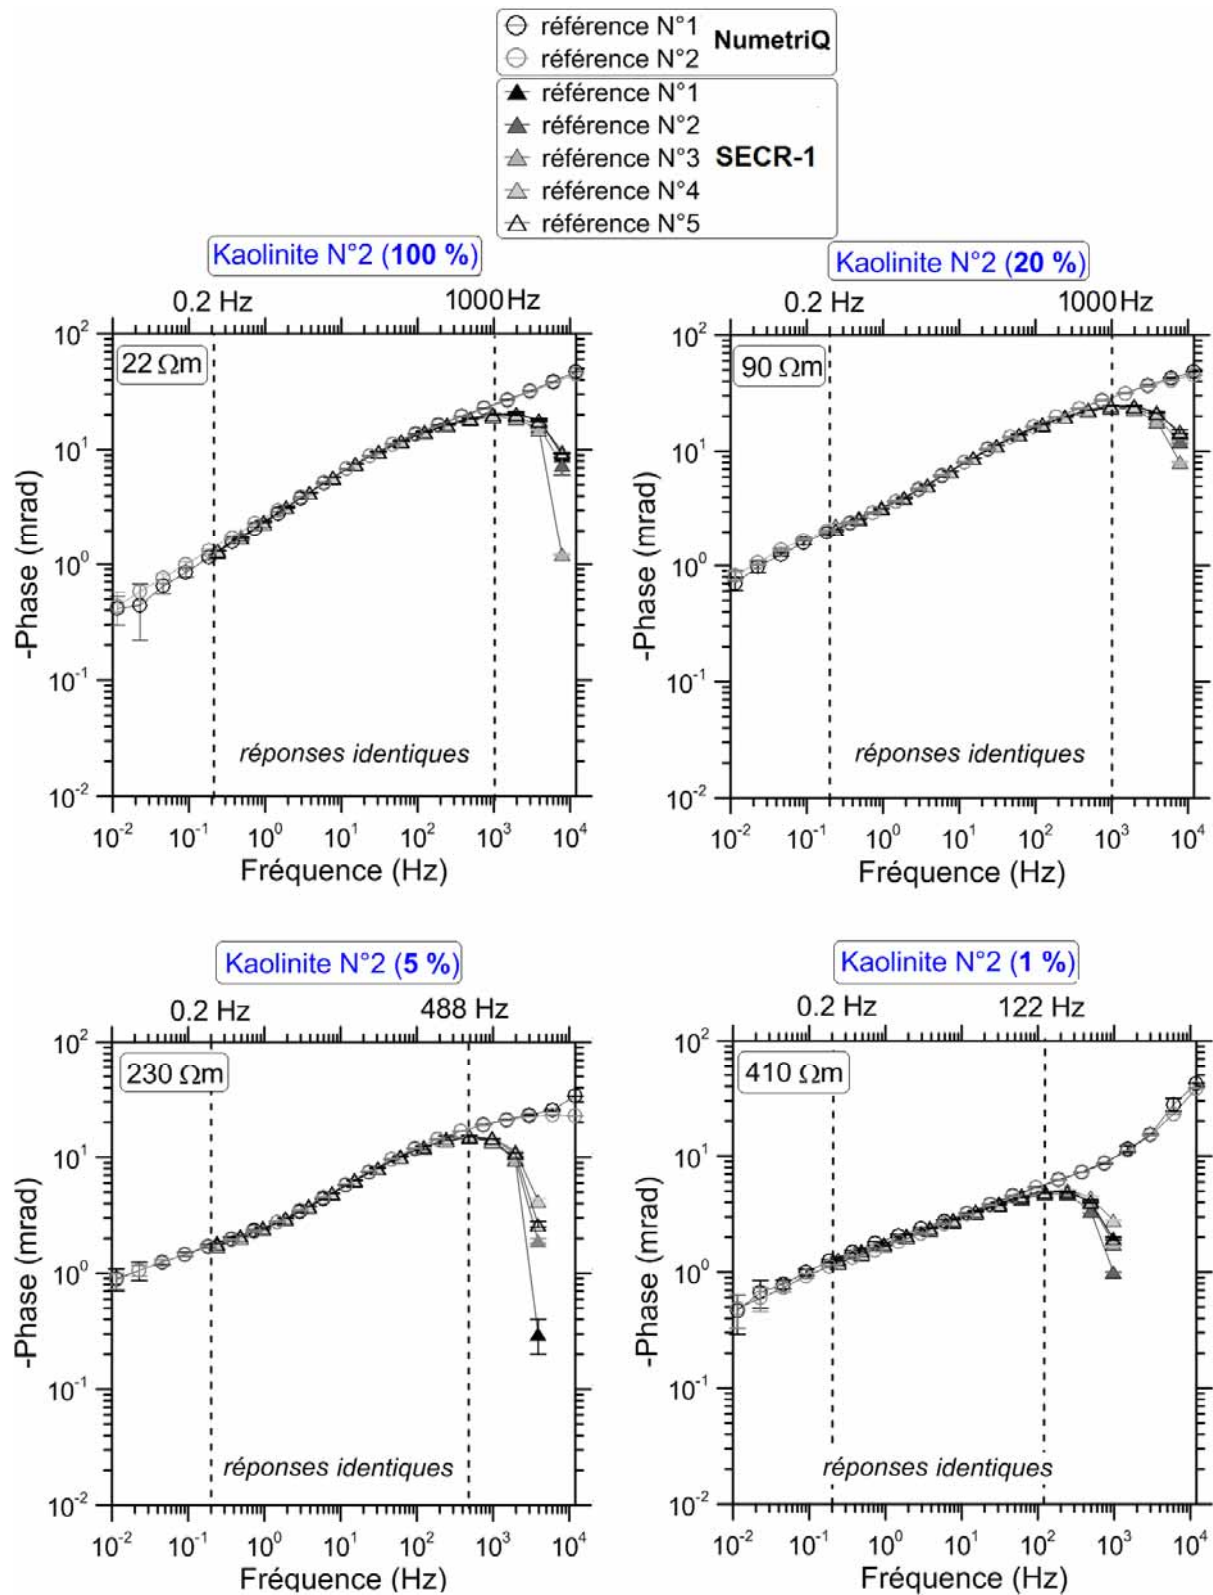 référence N°1
référence N°2
NumetriQ
référence N°1
référence N°2
référence N°3
référence N°4
référence N°5
SECR-1
Kaolinite N°2 (100 %)
0.2 Hz
1000Hz
22 Ωm
10²
10¹
10⁰
10⁻¹
10⁻²
-Phase (mrad)
réponses identiques
10⁻² 10⁻¹ 10⁰ 10¹ 10² 10³ 10⁴
Fréquence (Hz)
Kaolinite N°2 (20 %)
0.2 Hz
1000Hz
90 Ωm
10²
10¹
10⁰
10⁻¹
10⁻²
-Phase (mrad)
réponses identiques
10⁻² 10⁻¹ 10⁰ 10¹ 10² 10³ 10⁴
Fréquence (Hz)
Kaolinite N°2 (5 %)
0.2 Hz
488 Hz
230 Ωm
10²
10¹
10⁰
10⁻¹
10⁻²
-Phase (mrad)
réponses identiques
10⁻² 10⁻¹ 10⁰ 10¹ 10² 10³ 10⁴
Fréquence (Hz)
Kaolinite N°2 (1 %)
0.2 Hz
122 Hz
410 Ωm
10²
10¹
10⁰
10⁻¹
10⁻²
-Phase (mrad)
réponses identiques
10⁻² 10⁻¹ 10⁰ 10¹ 10² 10³ 10⁴
Fréquence (Hz)